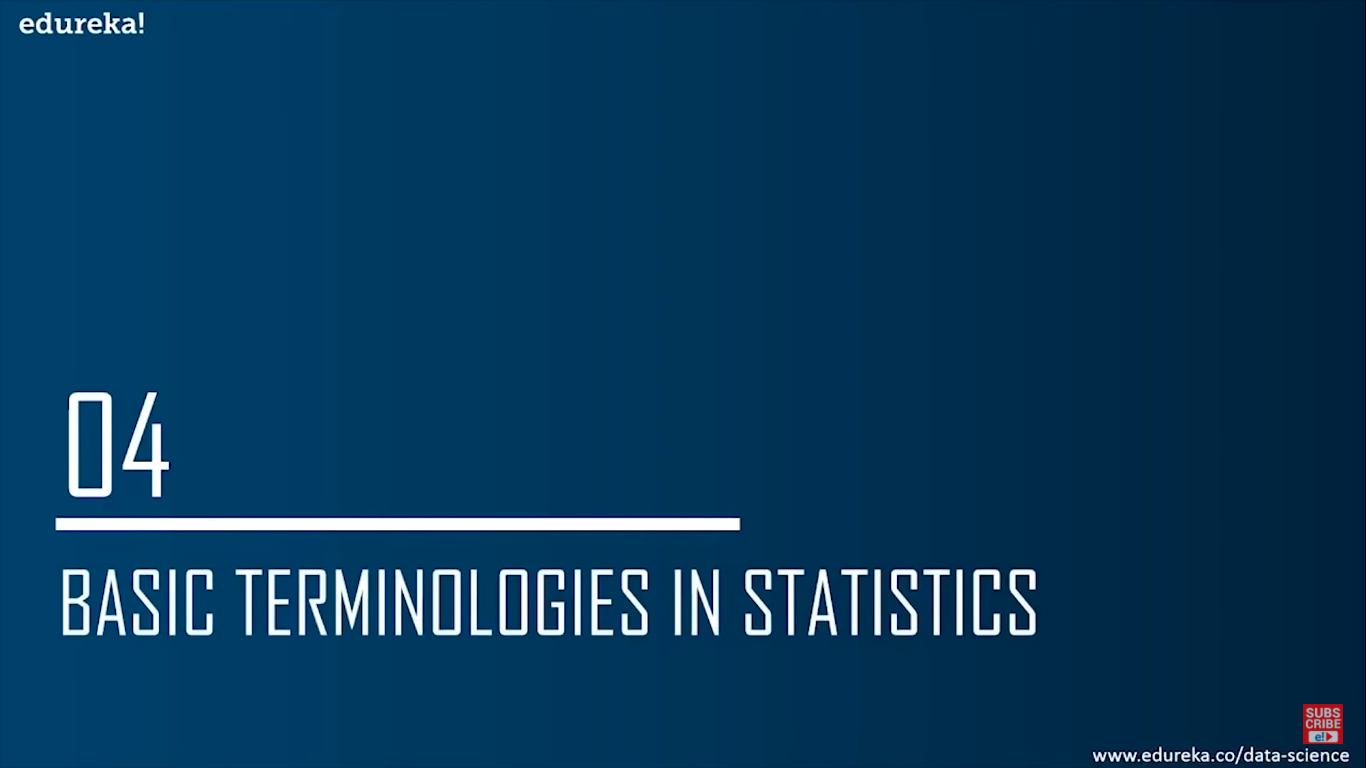 edureka!
04
BASIC TERMINOLOGIES IN STATISTICS
SUBS
CRIBE
e!
www.edureka.co/data-science